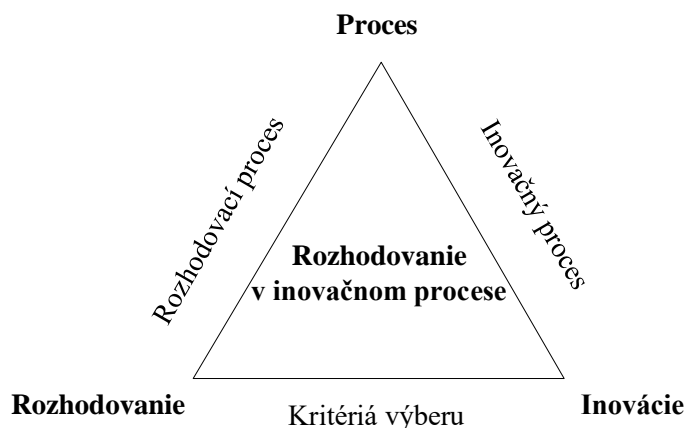 Proces
Rozhodovací proces
Inovačný proces
Rozhodovanie
v inovačnom procese
Rozhodovanie
Kritériá výberu
Inovácie